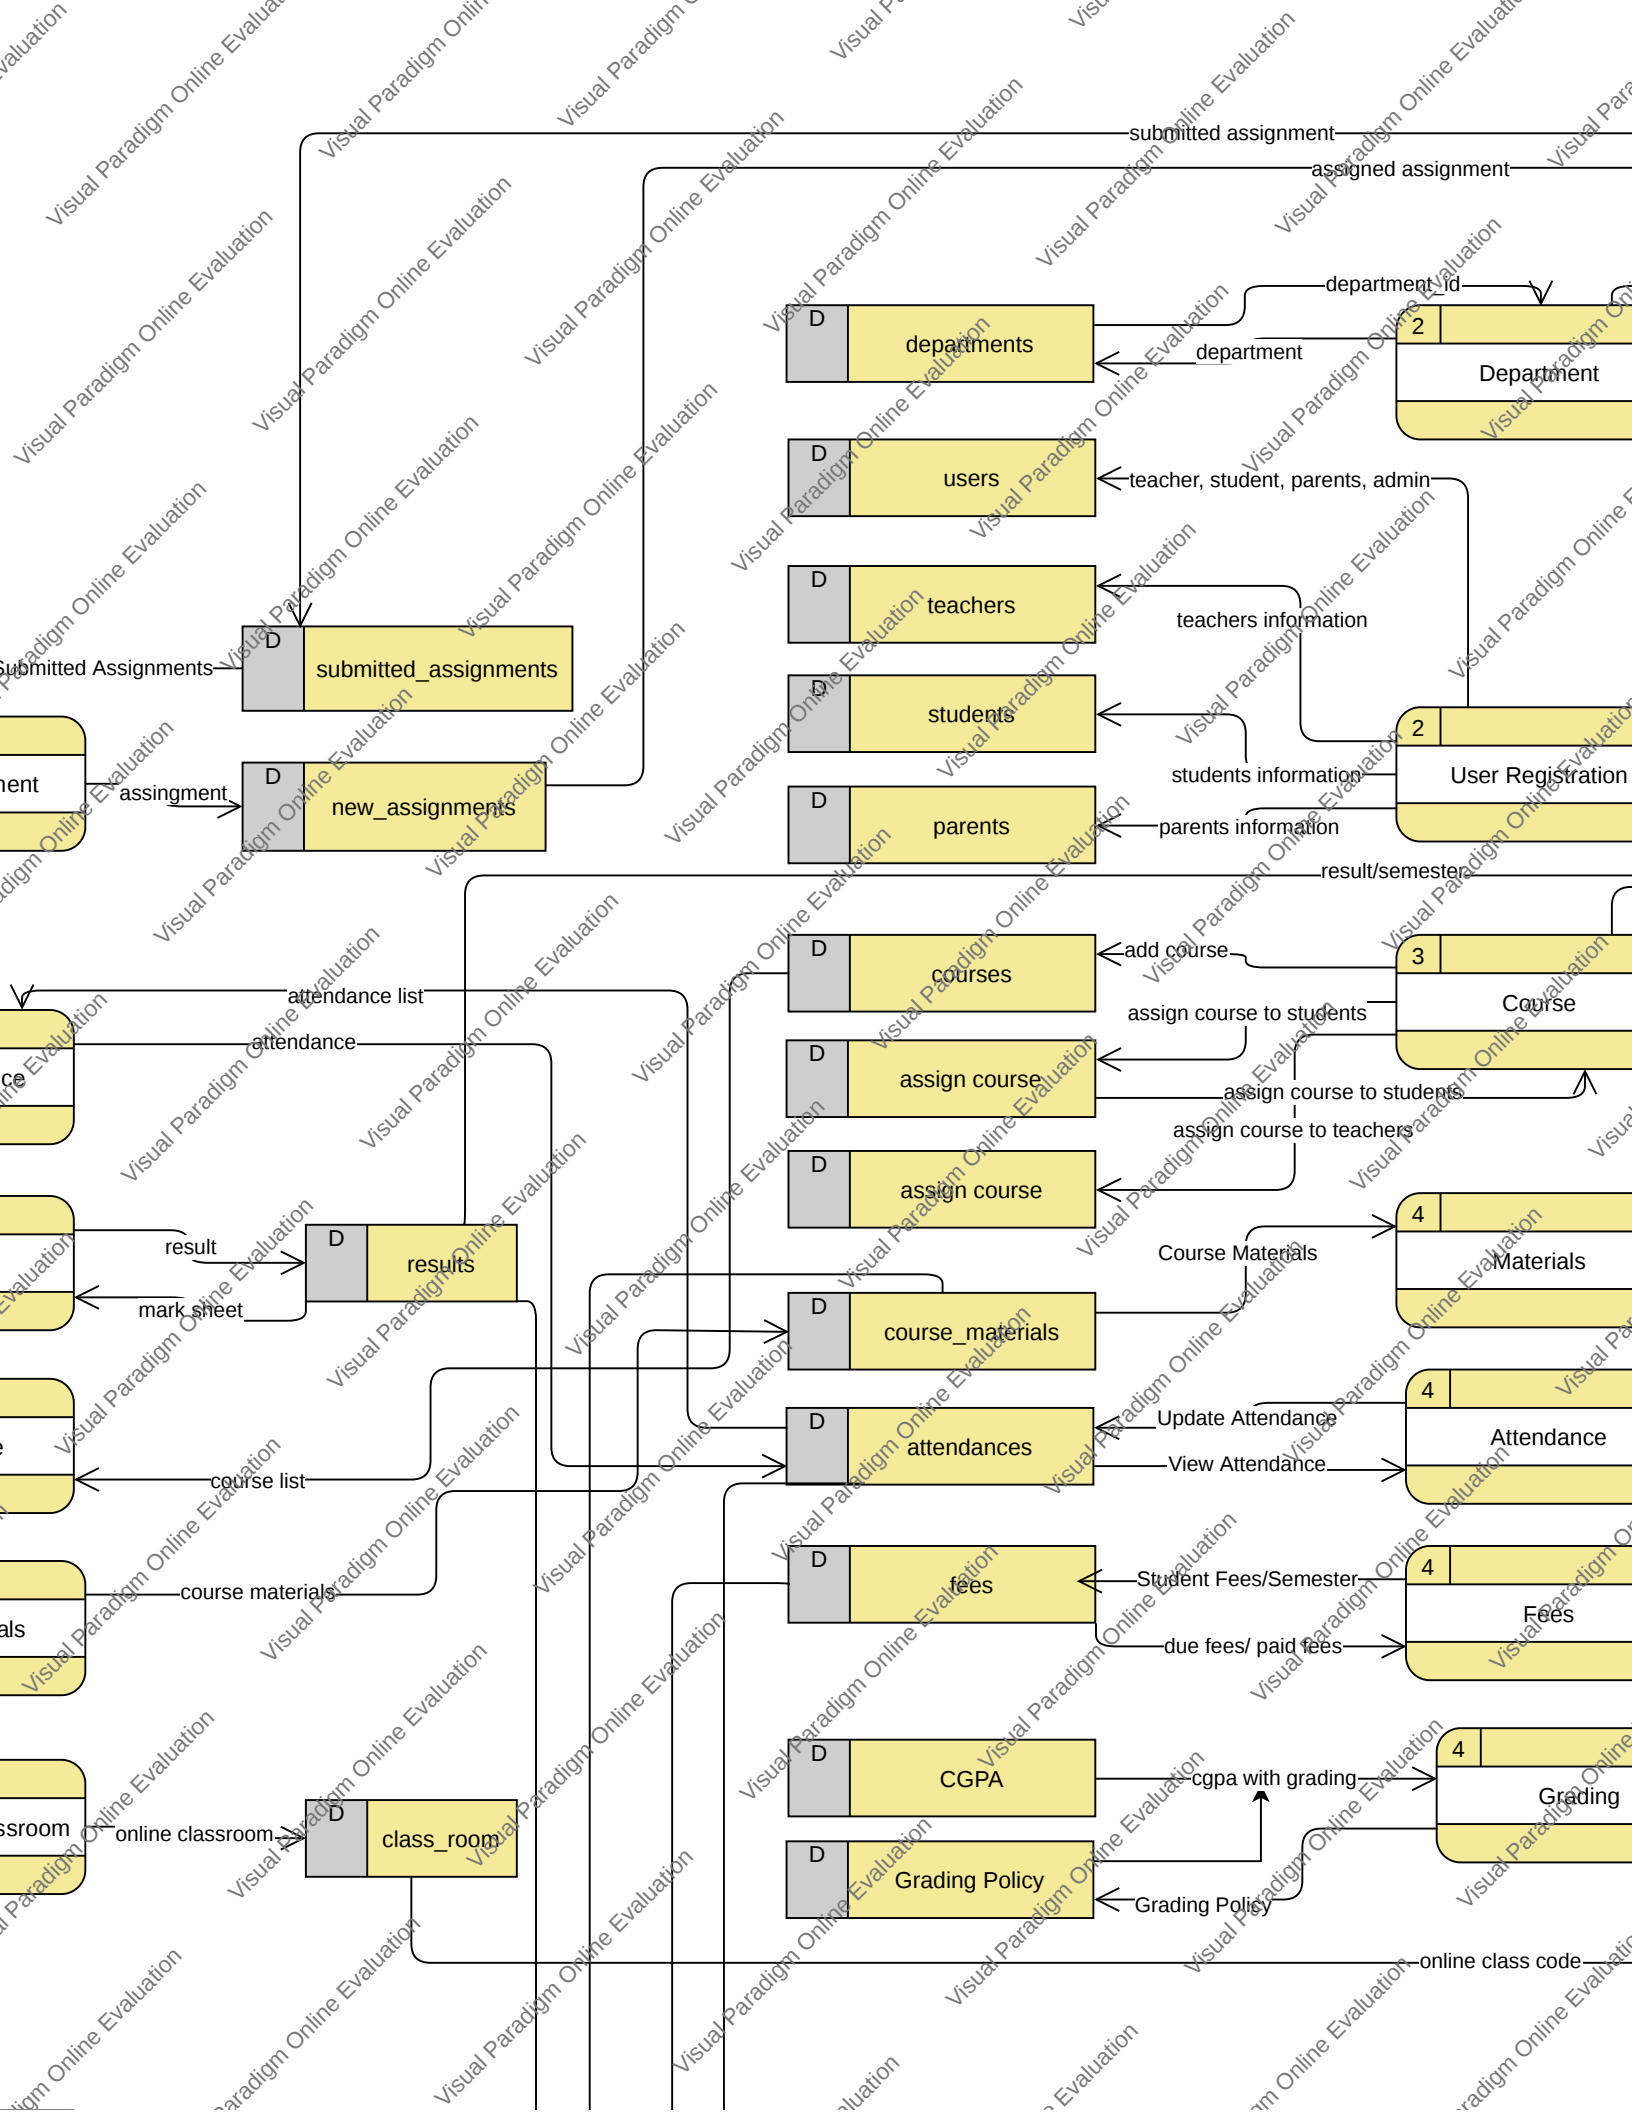 submitted assignment
assigned assignment
department_id
D
departments
department
2
Department
D
users
teacher, student, parents, admin
D
teachers
teachers information
D
submitted_assignments
Submitted Assignments
D
students
students information
2
User Registration
D
new_assignments
assingment
ment
D
parents
parents information
result/semester
D
courses
add course
3
Course
attendance list
attendance
ce
assign course to students
D
assign course
assign course to students
assign course to teachers
D
assign course
4
Materials
Course Materials
result
D
results
mark sheet
D
course_materials
4
Attendance
Update Attendance
D
attendances
View Attendance
e
course list
D
fees
Student Fees/Semester
4
Fees
due fees/ paid fees
course materials
als
D
CGPA
cgpa with grading
4
Grading
D
class_room
online classroom
ssroom
D
Grading Policy
Grading Policy
online class code
Visual Paradigm Online Evaluation